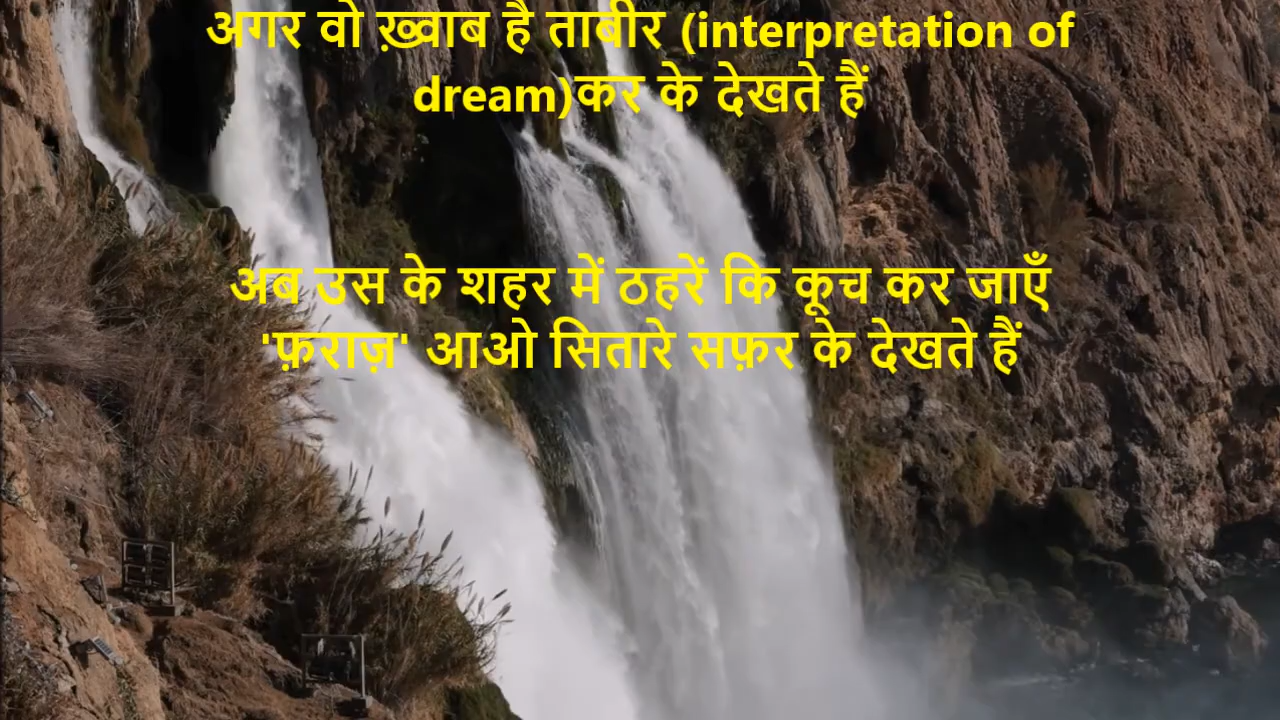 अगर वो ख़्वाब है ताबीर (interpretation of
dream)कर के देखते हैं
अब उस के शहर में ठहरें कि कूच कर जाएँ
'फ़राज़' आओ सितारे सफ़र के देखते हैं